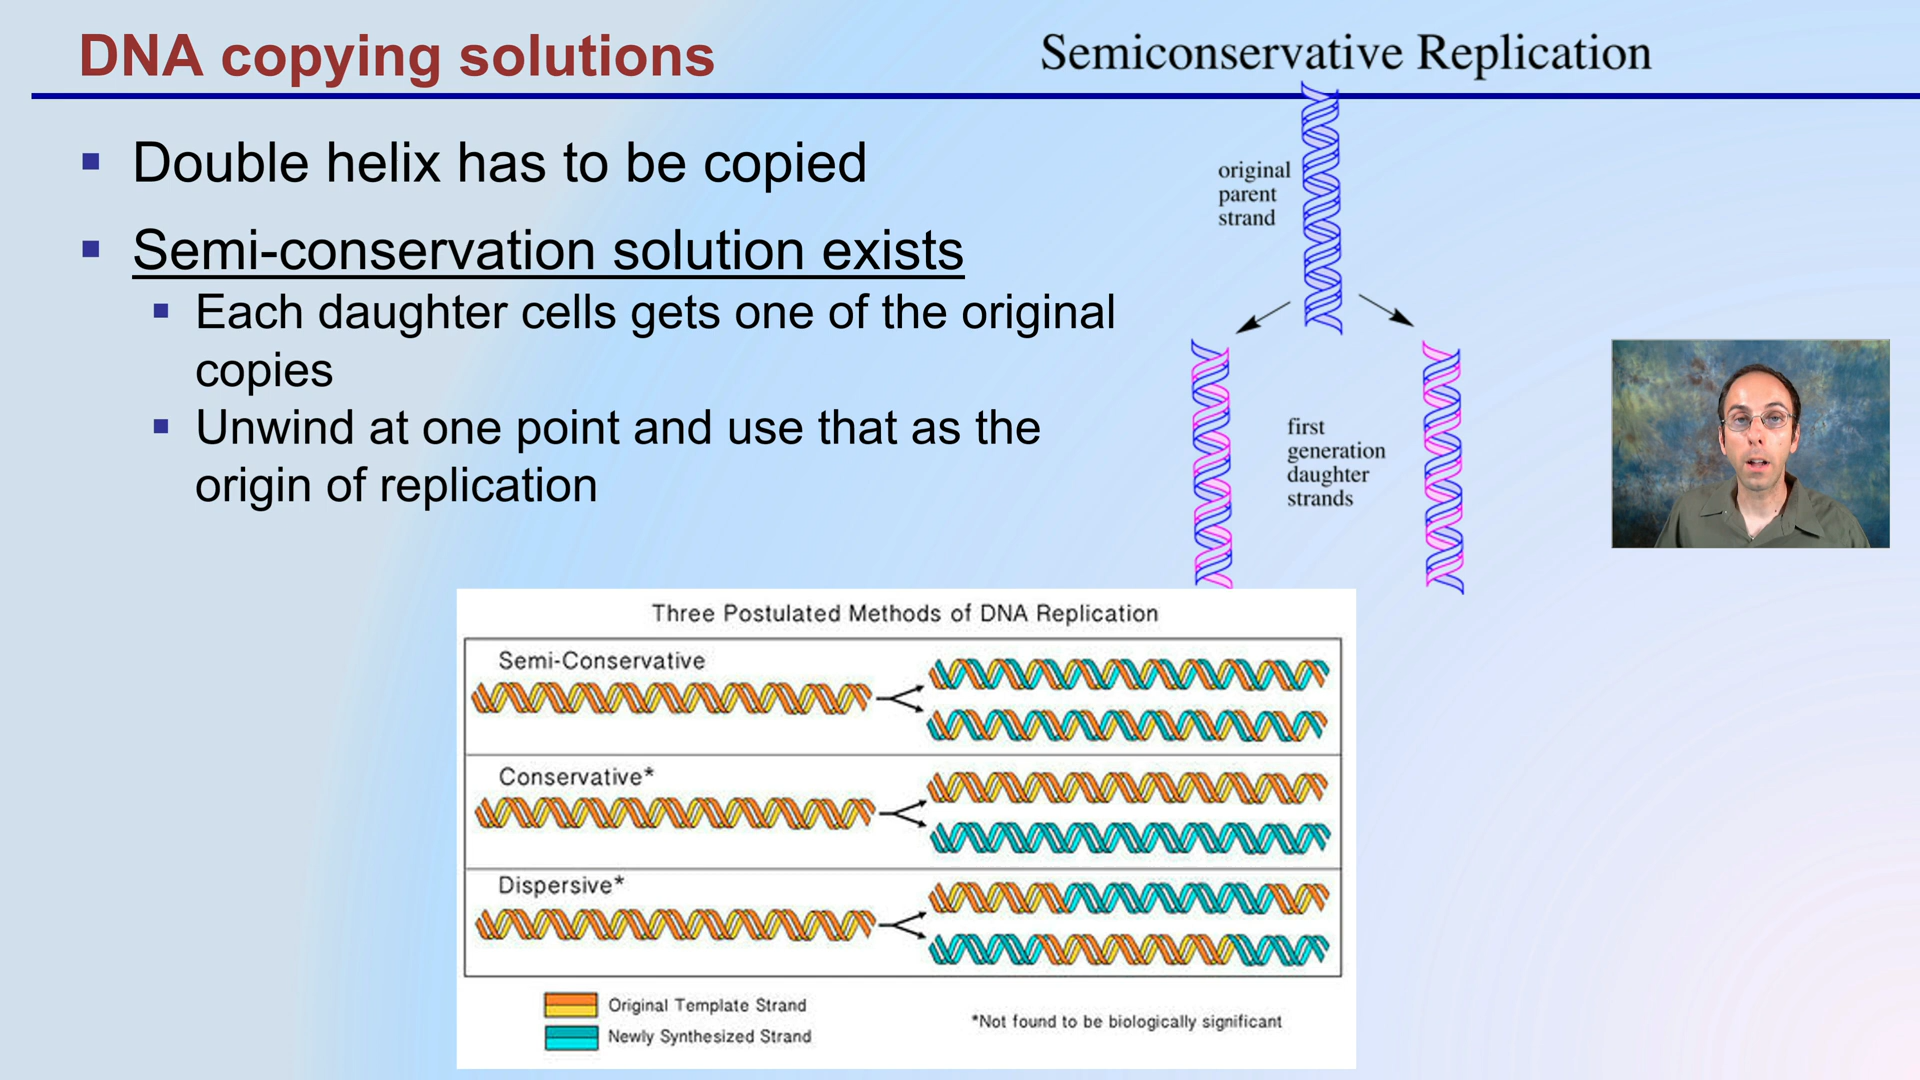 DNA copying solutions
Semiconservative Replication
Double helix has to be copied
Semi-conservation solution exists
Each daughter cells gets one of the original
copies
Unwind at one point and use that as the
origin of replication
original
parent
strand
first
generation
daughter
strands
Three Postulated Methods of DNA Replication
Semi-Conservative
Conservative*
Dispersive*
Original Template Strand
Newly Synthesized Strand
*Not found to be biologically significant